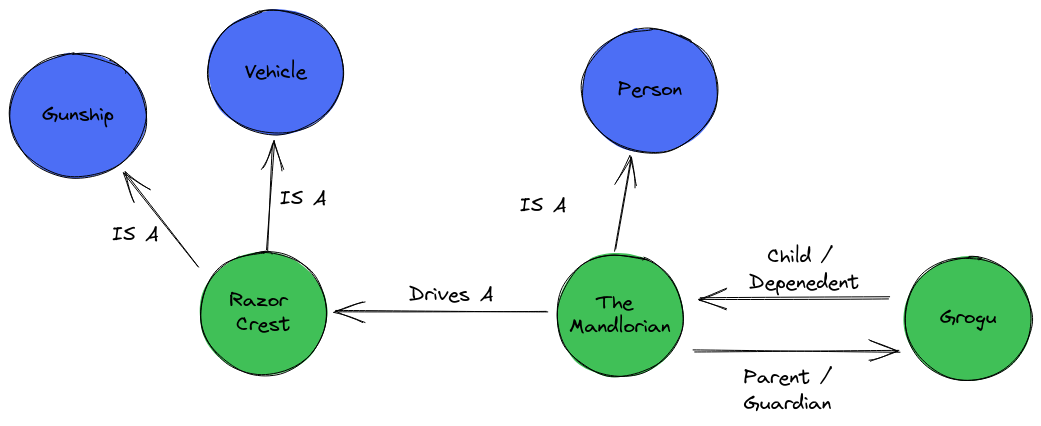 Gunship
Vehicle
Person
IS A
IS A
IS A
Razor
Crest
Drives A
The
Mandlorian
Child /
Depenedent
Grogu
Parent /
Guardian